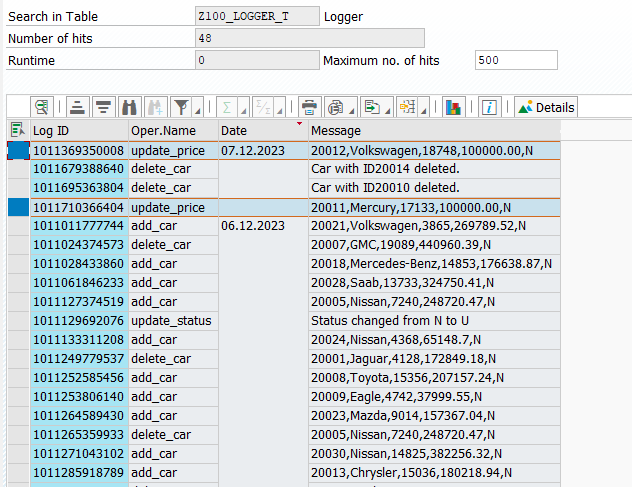 Search in Table Z100_LOGGER_T Logger
Number of hits 48
Runtime 0 Maximum no. of hits 500
Details
Log ID Oper.Name Date Message
1011369350008 update_price 07.12.2023 20012,Volkswagen,18748,100000.00,N
1011679388640 delete_car Car with ID20014 deleted.
1011695363804 delete_car Car with ID20010 deleted.
1011710366404 update_price 20011,Mercury,17133,100000.00,N
1011011777744 add_car 06.12.2023 20021,Volkswagen,3865,269789.52,N
1011024374573 delete_car 20007,GMC,19089,440960.39,N
1011028433860 add_car 20018,Mercedes-Benz,14853,176638.87,N
1011061846233 add_car 20028,Saab,13733,324750.41,N
1011127374519 add_car 20005,Nissan,7240,248720.47,N
1011129692076 update_status Status changed from N to U
1011133311208 add_car 20024,Nissan,4368,65148.7,N
1011249779537 delete_car 20001,Jaguar,4128,172849.18,N
1011252585456 add_car 20008,Toyota,15356,207157.24,N
1011253806140 add_car 20009,Eagle,4742,37999.55,N
1011264589430 add_car 20023,Mazda,9014,157367.04,N
1011265359933 delete_car 20005,Nissan,7240,248720.47,N
1011271043102 add_car 20030,Nissan,14825,382256.32,N
1011285918789 add_car 20013,Chrysler,15036,180218.94,N